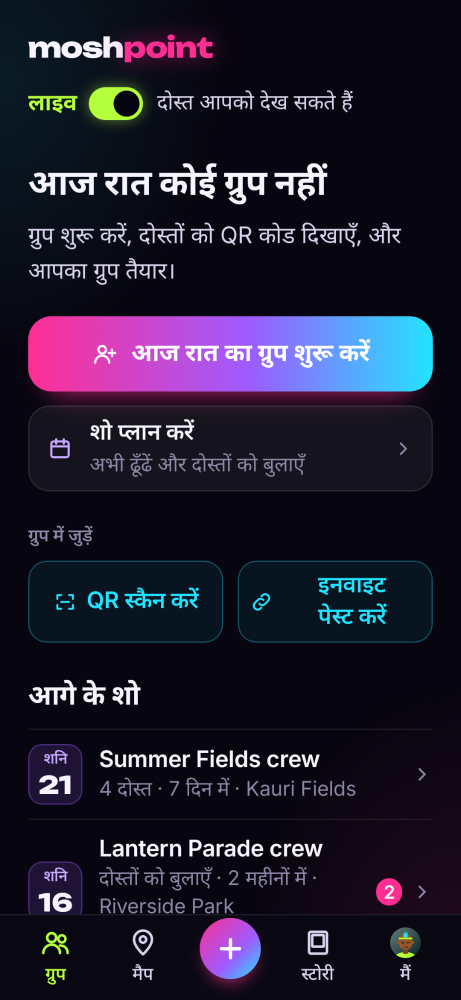 moshpoint
लाइव दोस्त आपको देख सकते हैं
आज रात कोई ग्रुप नहीं
ग्रुप शुरू करें, दोस्तों को QR कोड दिखाएँ, और
आपका ग्रुप तैयार।
आज रात का ग्रुप शुरू करें
शो प्लान करें
अभी ढूँढें और दोस्तों को बुलाएँ
ग्रुप में जुड़ें
QR स्कैन करें
इनवाइट
पेस्ट करें
आगे के शो
शनि
21
Summer Fields crew
4 दोस्त · 7 दिन में · Kauri Fields
शनि
16
Lantern Parade crew
दोस्तों को बुलाएँ · 2 महीनों में ·
Riverside Park
2
ग्रुप
मैप
स्टोरी
मैं